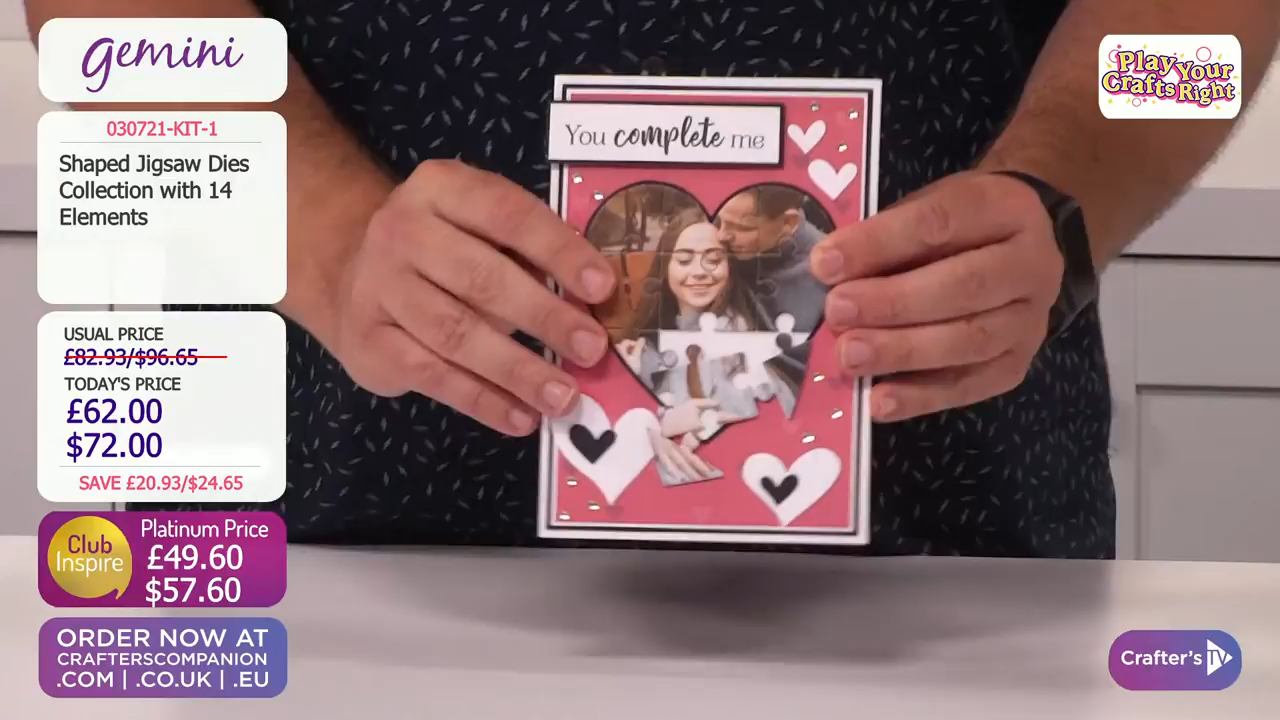 gemini
030721-KIT-1
Shaped Jigsaw Dies
Collection with 14
Elements
USUAL PRICE
£82.93/$96.65
TODAY'S PRICE
£62.00
$72.00
SAVE £20.93/$24.65
Club
Inspire
Platinum Price
£49.60
$57.60
ORDER NOW AT
CRAFTERSCOMPANION
.COM | .CO.UK | .EU
You complete me
Play Your
Crafts Right
Crafter's TV